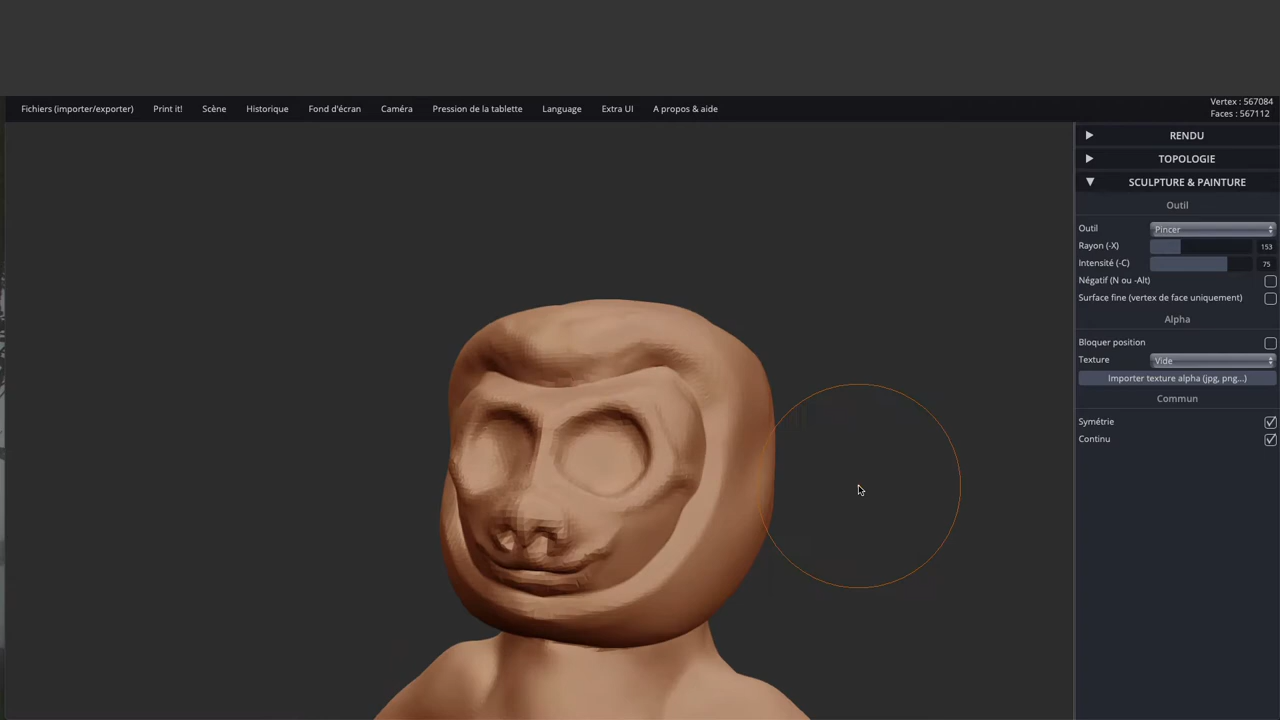 Fichiers (importer/exporter) Print it! Scène Historique Fond d'écran Caméra Pression de la tablette Language Extra UI A propos & aide
Vertex : 567084
Faces : 567112
RENDU
TOPOLOGIE
SCULPTURE & PAINTURE
Outil
Outil Pincer
Rayon (-X) 153
Intensité (-C) 75
Négatif (N ou -Alt)
Surface fine (vertex de face uniquement)
Alpha
Bloquer position
Texture Vide
Importer texture alpha (jpg, png...)
Commun
Symétrie
Continu